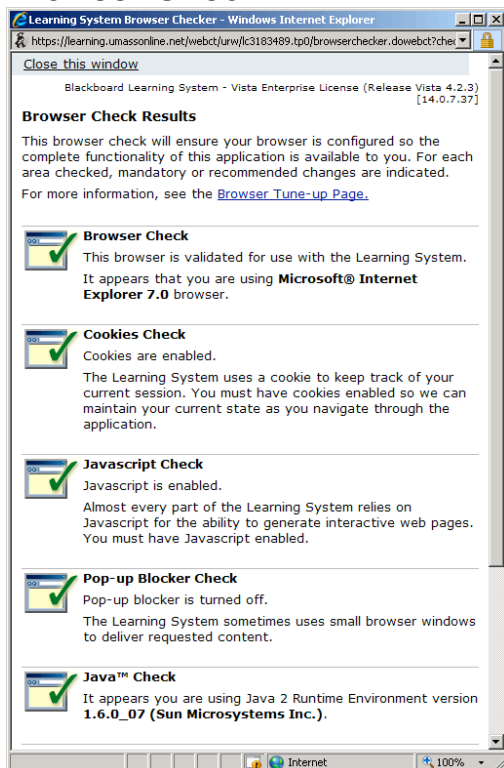 Learning System Browser Checker - Windows Internet Explorer
https://learning.umassonline.net/webct/urw/lc3183489.tp0/browserchecker.dowebct?chec
Close this window
Blackboard Learning System - Vista Enterprise License (Release Vista 4.2.3)
[14.0.7.37]
Browser Check Results
This browser check will ensure your browser is configured so the
complete functionality of this application is available to you. For each
area checked, mandatory or recommended changes are indicated.
For more information, see the Browser Tune-up Page.
Browser Check
This browser is validated for use with the Learning System.
It appears that you are using Microsoft® Internet
Explorer 7.0 browser.
Cookies Check
Cookies are enabled.
The Learning System uses a cookie to keep track of your
current session. You must have cookies enabled so we can
maintain your current state as you navigate through the
application.
Javascript Check
Javascript is enabled.
Almost every part of the Learning System relies on
Javascript for the ability to generate interactive web pages.
You must have Javascript enabled.
Pop-up Blocker Check
Pop-up blocker is turned off.
The Learning System sometimes uses small browser windows
to deliver requested content.
Java™ Check
It appears you are using Java 2 Runtime Environment version
1.6.0_07 (Sun Microsystems Inc.).
Internet 100%